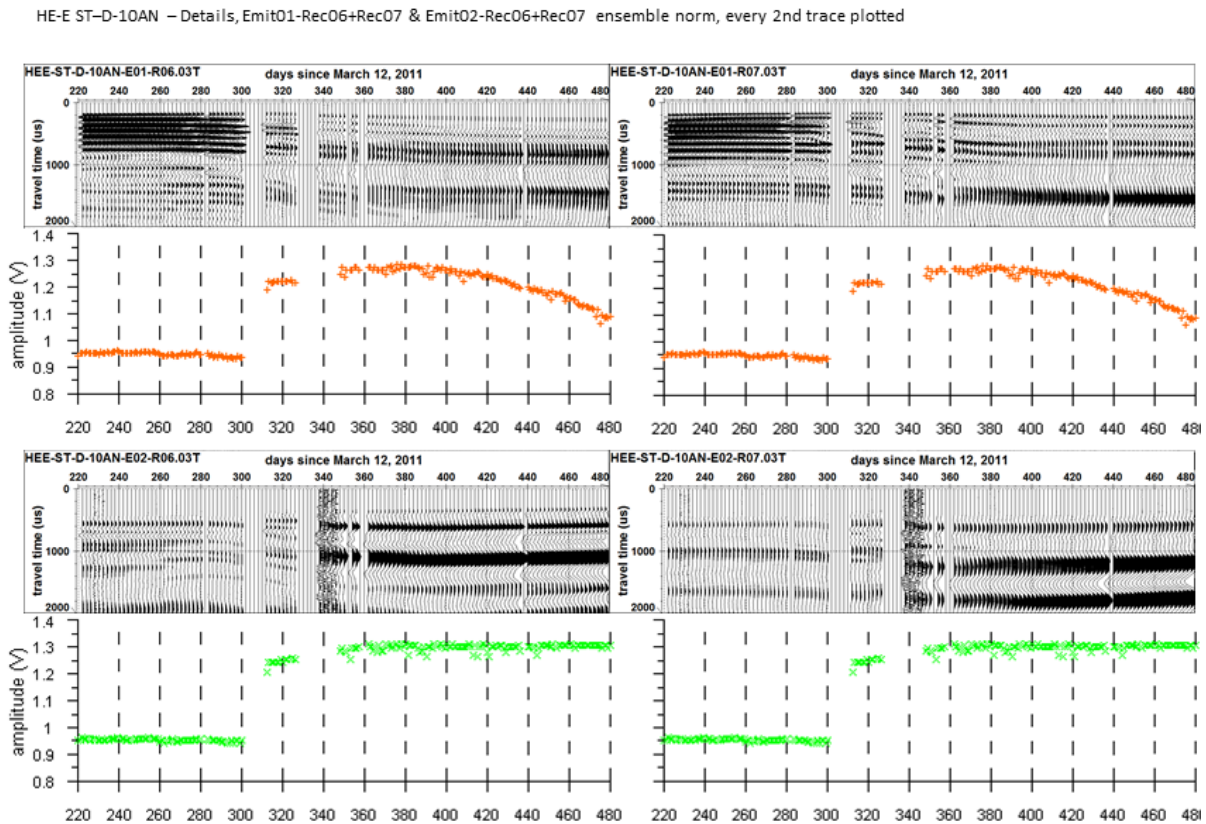 HE-E ST-D-10AN – Details, Emit01-Rec06+Rec07 & Emit02-Rec06+Rec07 ensemble norm, every 2nd trace plotted
HEE-ST-D-10AN-E01-R06.03T days since March 12, 2011
220 240 260 280 300 320 340 360 380 400 420 440 460 480
0
1000
2000
travel time (us)
HEE-ST-D-10AN-E01-R07.03T days since March 12, 2011
220 240 260 280 300 320 340 360 380 400 420 440 460 480
0
1000
2000
travel time (us)
1.4
1.3
1.2
1.1
1
0.9
0.8
amplitude (V)
220 260 300 340 380 420 460
220 260 300 340 380 420 460
240 280 320 360 400 440 480
240 280 320 360 400 440 48
HEE-ST-D-10AN-E02-R06.03T days since March 12, 2011
220 240 260 280 300 320 340 360 380 400 420 440 460 480
0
1000
2000
travel time (us)
HEE-ST-D-10AN-E02-R07.03T days since March 12, 2011
220 240 260 280 300 320 340 360 380 400 420 440 460 480
0
1000
2000
travel time (us)
1.4
1.3
1.2
1.1
1
0.9
0.8
amplitude (V)
220 240 260 280 300 320 340 360 380 400 420 440 460 480
220 240 260 280 300 320 340 360 380 400 420 440 460 48